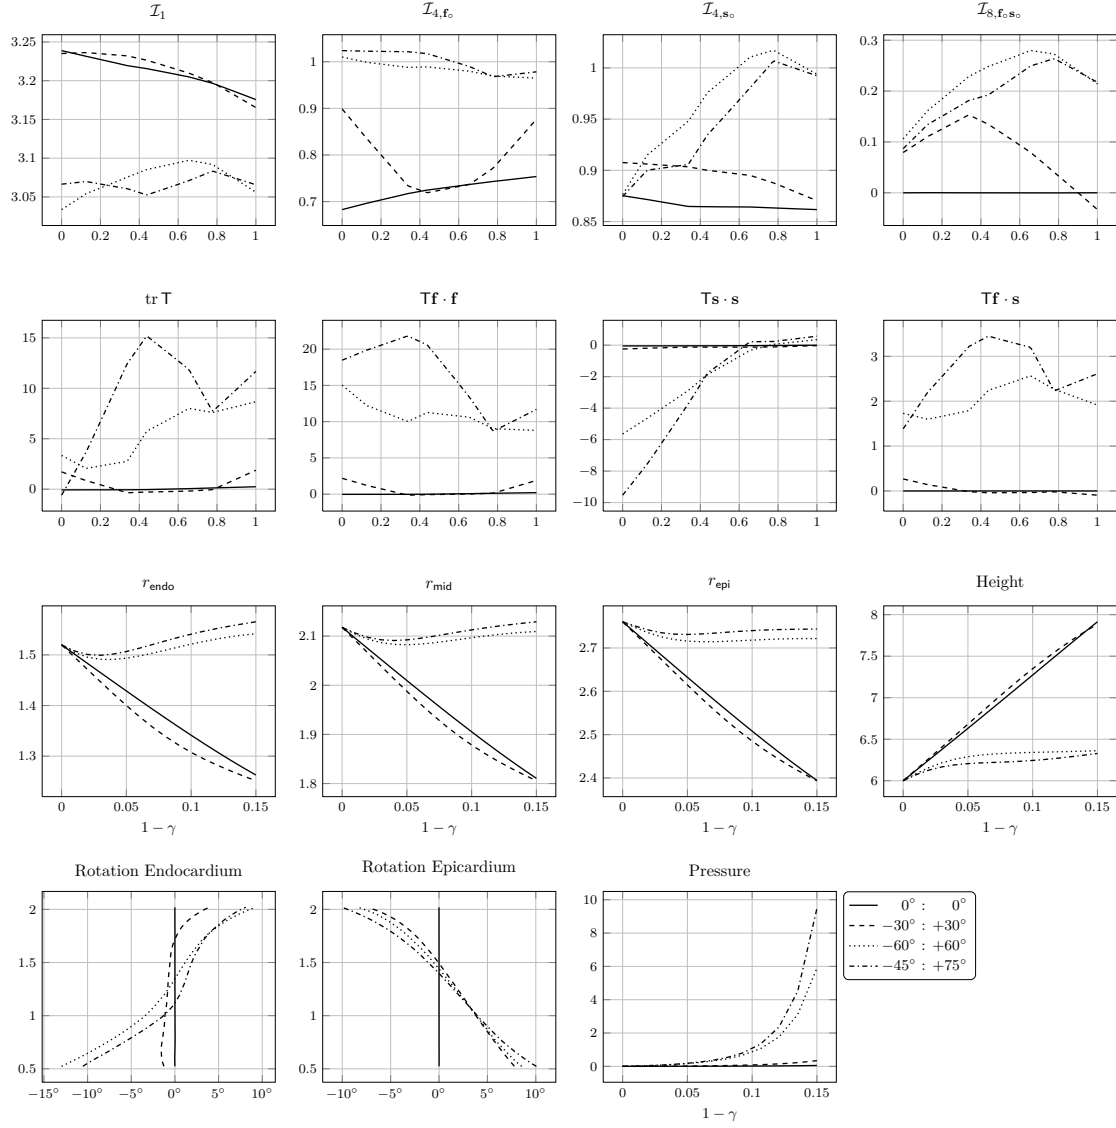 𝓘₁ 𝓘₄,f∘ 𝓘₄,s∘ 𝓘₈,f∘s∘
3.25 1 1 0.3
3.2 0.9 0.95 0.2
3.15 0.8 0.9 0.1
3.1 0.7 0.85 0
3.05
0 0.2 0.4 0.6 0.8 1 0 0.2 0.4 0.6 0.8 1 0 0.2 0.4 0.6 0.8 1 0 0.2 0.4 0.6 0.8 1
tr T Tf · f Ts · s Tf · s
15 20 0 3
10 15 −2 2
5 10 −4 1
0 5 −6 0
0 −8
−10
0 0.2 0.4 0.6 0.8 1 0 0.2 0.4 0.6 0.8 1 0 0.2 0.4 0.6 0.8 1 0 0.2 0.4 0.6 0.8 1
r_endo r_mid r_epi Height
1.5 2.1 2.7 8
1.4 2 2.6 7.5
1.3 1.9 2.5 7
1.8 2.4 6.5
6
0 0.05 0.1 0.15 0 0.05 0.1 0.15 0 0.05 0.1 0.15 0 0.05 0.1 0.15
1 − γ 1 − γ 1 − γ 1 − γ
Rotation Endocardium Rotation Epicardium Pressure
2 2 10
1.5 1.5 8
1 1 6
0.5 0.5 4
2
0
−15° −10° −5° 0° 5° 10° −10° −5° 0° 5° 10° 0 0.05 0.1 0.15
1 − γ
0° : 0°
−30° : +30°
−60° : +60°
−45° : +75°